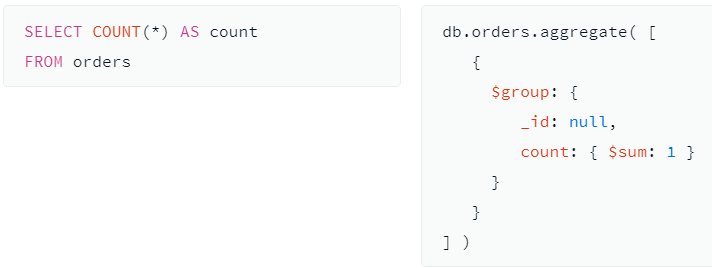 SELECT COUNT(*) AS count
FROM orders
db.orders.aggregate( [
   {
     $group: {
        _id: null,
        count: { $sum: 1 }
     }
   }
] )